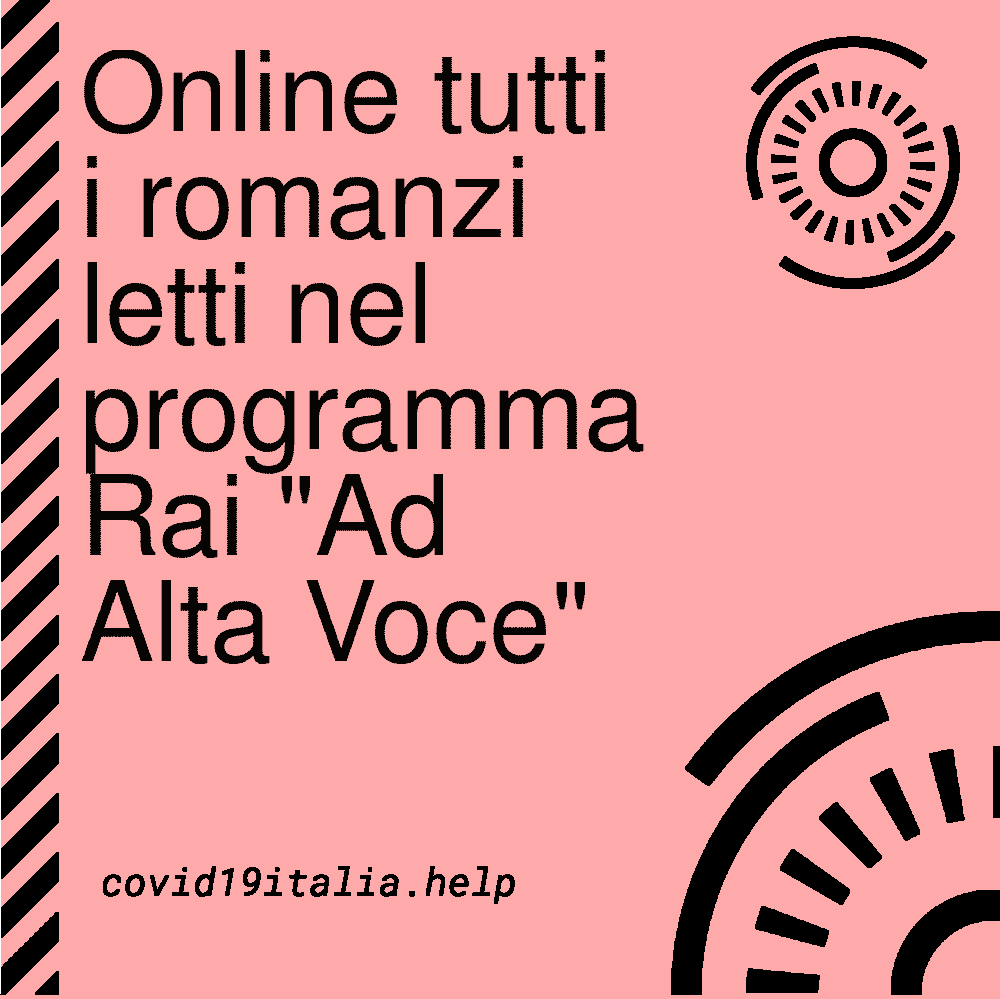 Online tutti
i romanzi
letti nel
programma
Rai "Ad
Alta Voce"
covid19italia.help